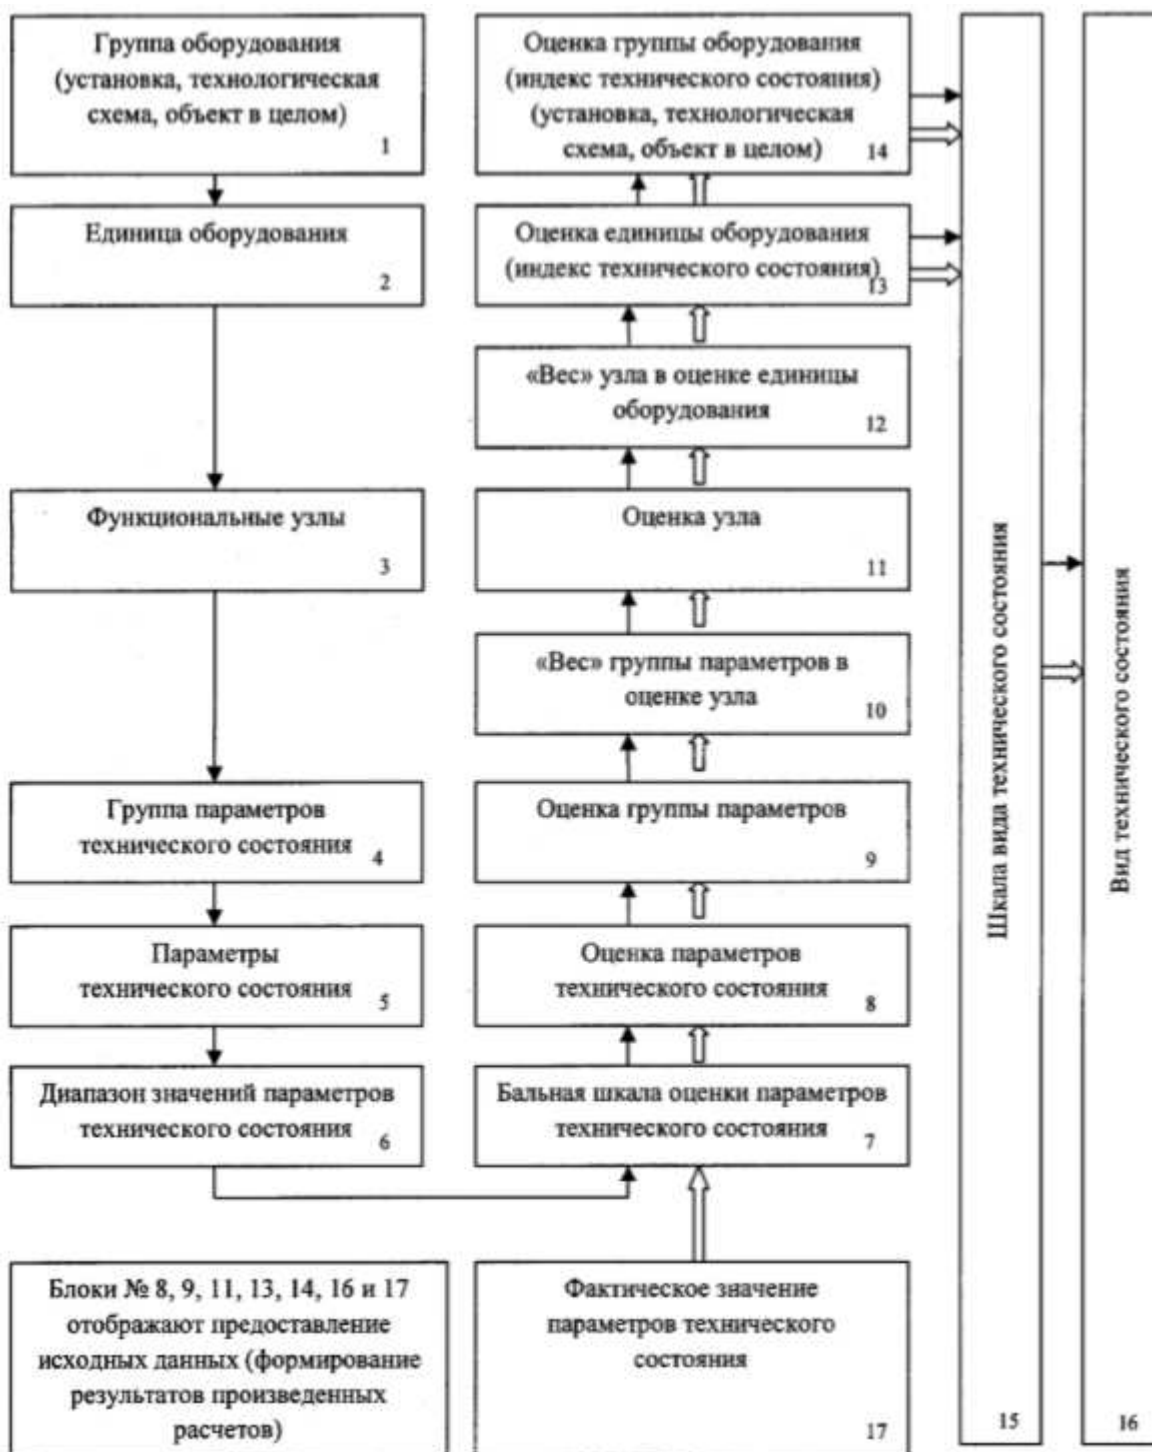 Группа оборудования
(установка, технологическая
схема, объект в целом)
1
Единица оборудования
2
Функциональные узлы
3
Группа параметров
технического состояния
4
Параметры
технического состояния
5
Диапазон значений параметров
технического состояния
6
Блоки № 8, 9, 11, 13, 14, 16 и 17
отображают предоставление
исходных данных (формирование
результатов произведенных
расчетов)
Оценка группы оборудования
(индекс технического состояния)
(установка, технологическая
схема, объект в целом)
14
Оценка единицы оборудования
(индекс технического состояния)
13
«Вес» узла в оценке единицы
оборудования
12
Оценка узла
11
«Вес» группы параметров в
оценке узла
10
Оценка группы параметров
9
Оценка параметров
технического состояния
8
Бальная шкала оценки параметров
технического состояния
7
Фактическое значение
параметров технического
состояния
17
Шкала вида технического состояния
15
Вид технического состояния
16